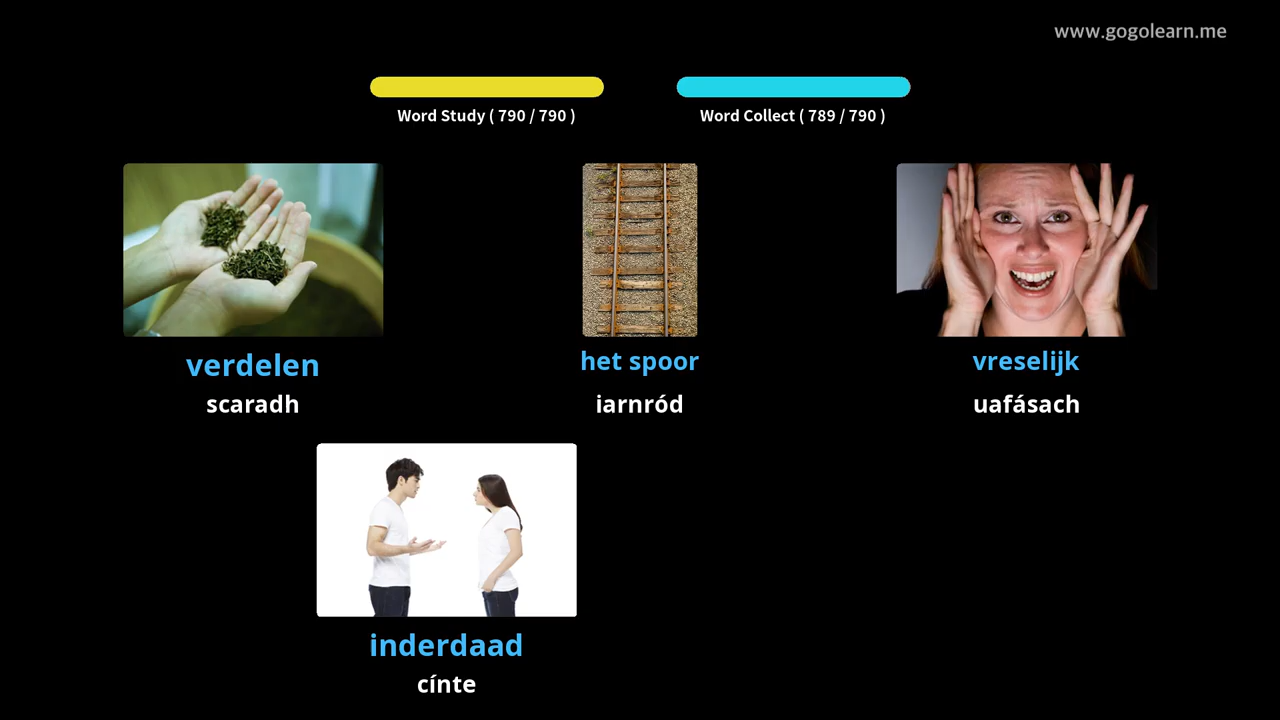 www.gogolearn.me
Word Study ( 790 / 790 )
Word Collect ( 789 / 790 )
verdelen
scaradh
het spoor
iarnród
vreselijk
uafásach
inderdaad
cínte